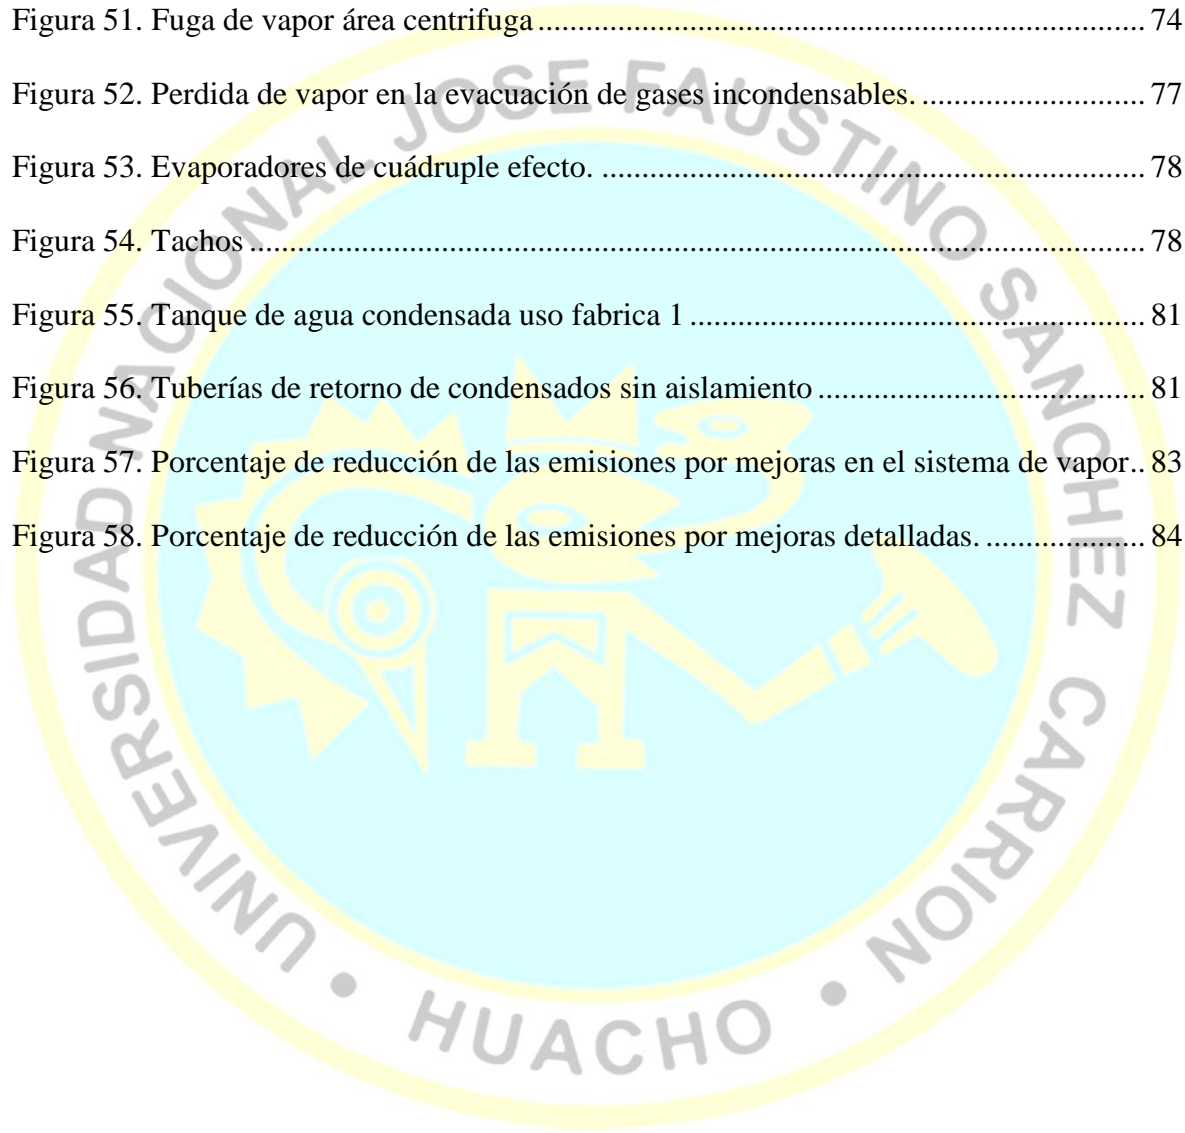 Figura 51. Fuga de vapor área centrifuga ........................................................................................ 74
Figura 52. Perdida de vapor en la evacuación de gases incondensables. ................................ 77
Figura 53. Evaporadores de cuádruple efecto. ............................................................................... 78
Figura 54. Tachos ................................................................................................................................... 78
Figura 55. Tanque de agua condensada uso fabrica 1 .................................................................. 81
Figura 56. Tuberías de retorno de condensados sin aislamiento ............................................... 81
Figura 57. Porcentaje de reducción de las emisiones por mejoras en el sistema de vapor.. 83
Figura 58. Porcentaje de reducción de las emisiones por mejoras detalladas. ...................... 84
UNIVERSIDAD NACIONAL JOSE FAUSTINO SANCHEZ CARRION • HUACHO •